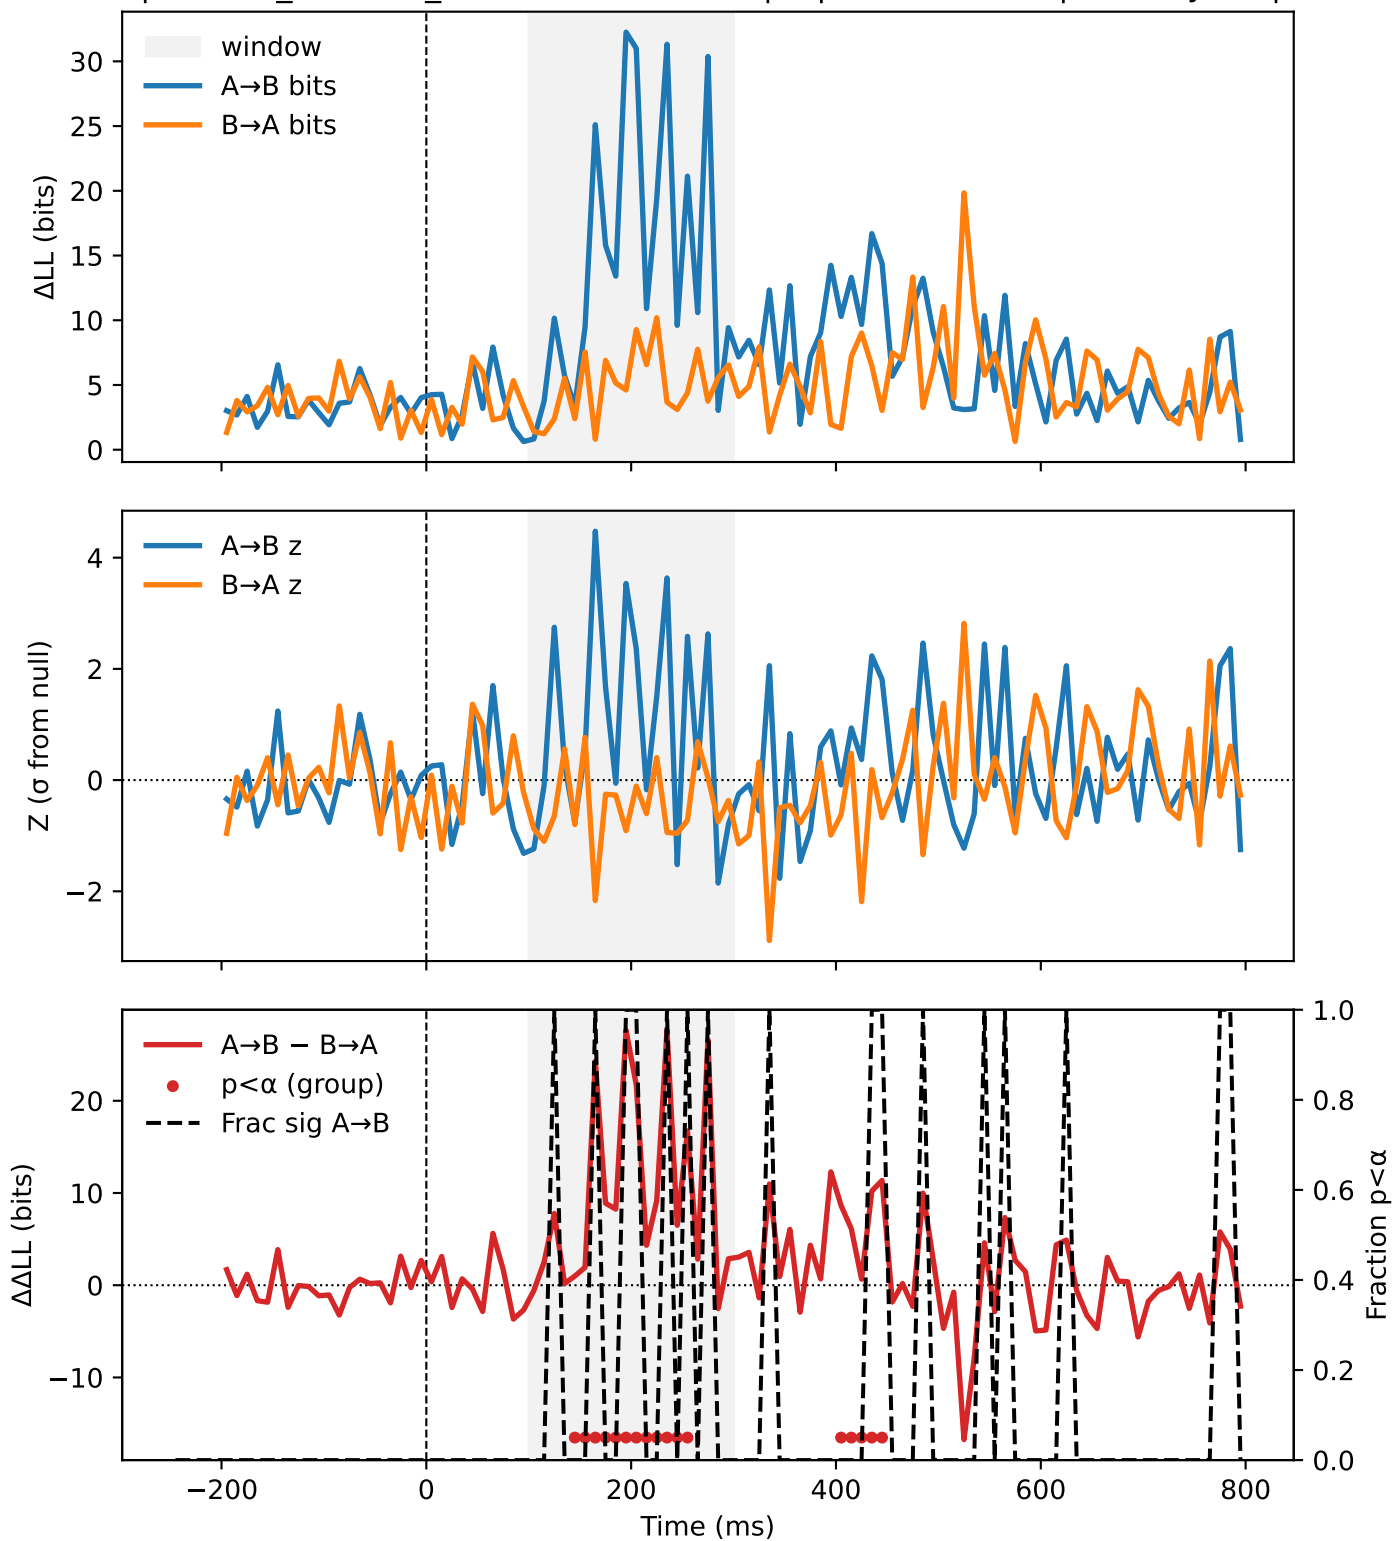 30
25
20
15
10
5
0
ΔLL (bits)
window
A→B bits
B→A bits
4
2
0
−2
Z (σ from null)
A→B z
B→A z
20
10
0
−10
ΔΔLL (bits)
A→B − B→A
p<α (group)
Frac sig A→B
1.0
0.8
0.6
0.4
0.2
0.0
Fraction p<α
−200
0
200
400
600
800
Time (ms)